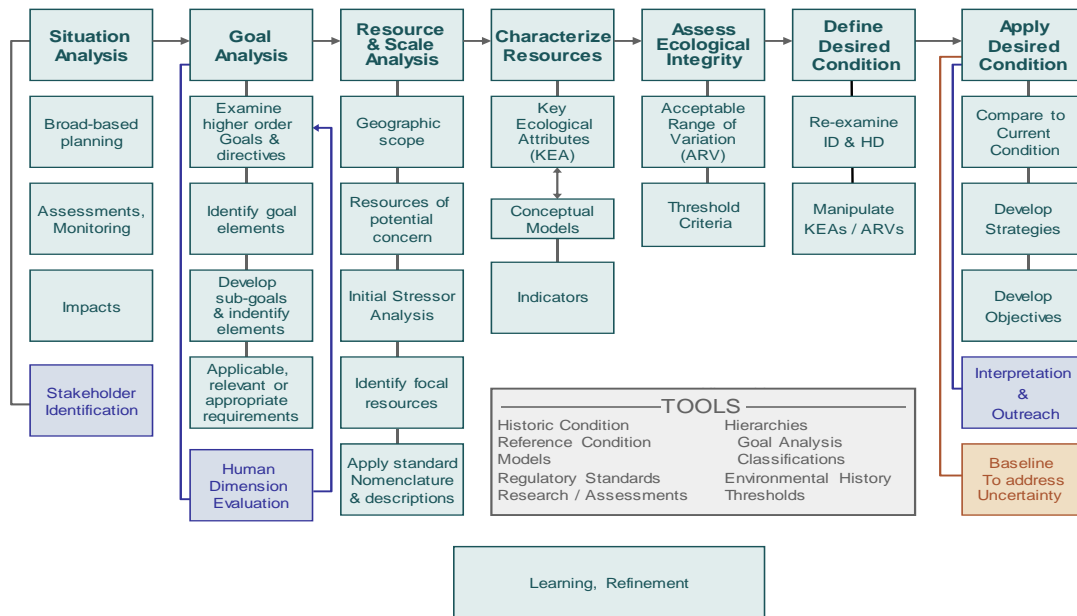 Situation
Analysis
Broad-based
planning
Assessments,
Monitoring
Impacts
Stakeholder
Identification
Goal
Analysis
Examine
higher order
Goals &
directives
Identify goal
elements
Develop
sub-goals
& indentify
elements
Applicable,
relevant or
appropriate
requirements
Human
Dimension
Evaluation
Resource
& Scale
Analysis
Geographic
scope
Resources of
potential
concern
Initial Stressor
Analysis
Identify focal
resources
Apply standard
Nomenclature
& descriptions
Characterize
Resources
Key
Ecological
Attributes
(KEA)
Conceptual
Models
Indicators
Assess
Ecological
Integrity
Acceptable
Range of
Variation
(ARV)
Threshold
Criteria
Define
Desired
Condition
Re-examine
ID & HD
Manipulate
KEAs / ARVs
Apply
Desired
Condition
Compare to
Current
Condition
Develop
Strategies
Develop
Objectives
Interpretation
&
Outreach
Baseline
To address
Uncertainty
TOOLS
Historic Condition
Reference Condition
Models
Regulatory Standards
Research / Assessments
Hierarchies
Goal Analysis
Classifications
Environmental History
Thresholds
Learning, Refinement